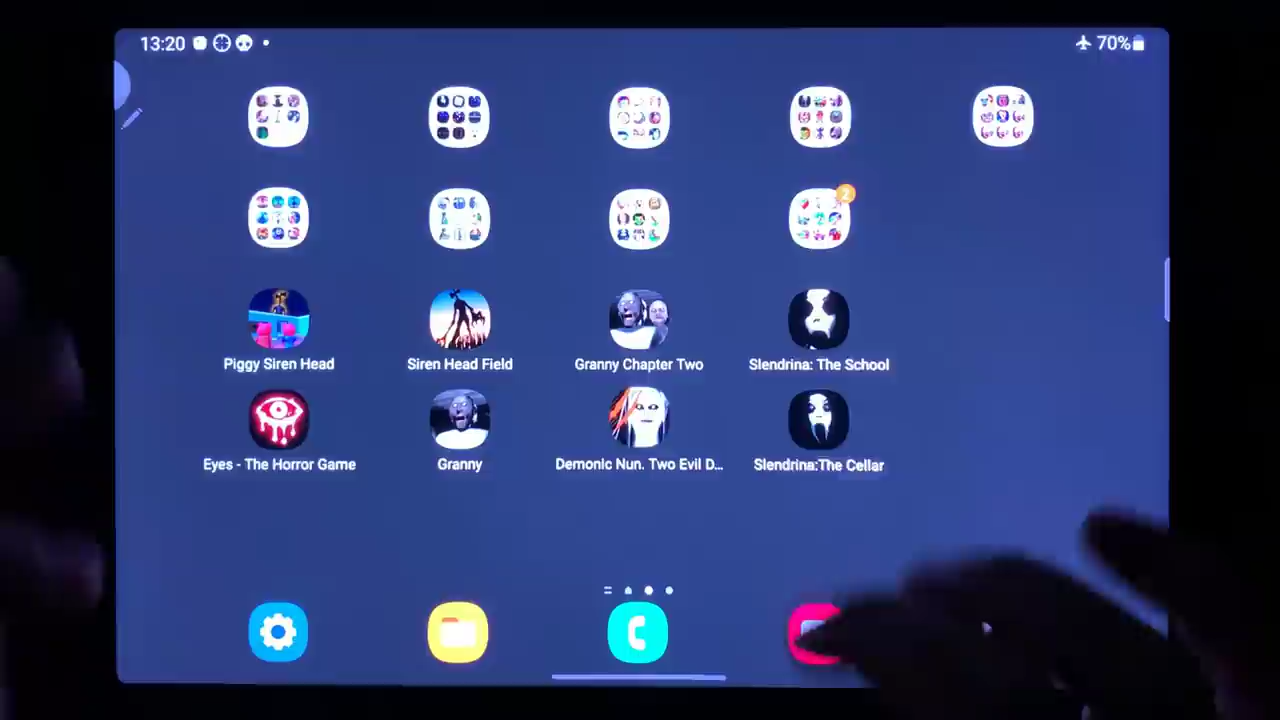 13:20
70%
2
Piggy Siren Head
Siren Head Field
Granny Chapter Two
Slendrina: The School
Eyes - The Horror Game
Granny
Demonic Nun. Two Evil D...
Slendrina:The Cellar